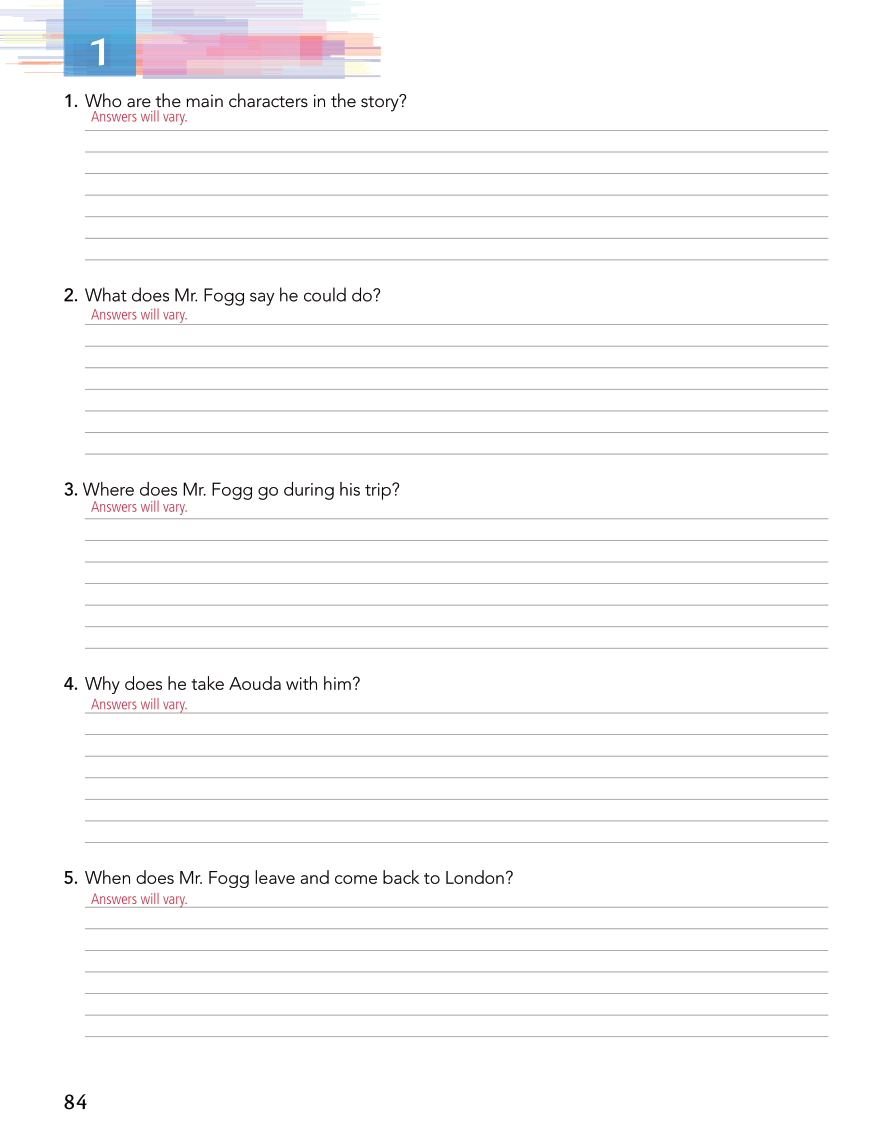 1
1. Who are the main characters in the story?
Answers will vary.
2. What does Mr. Fogg say he could do?
Answers will vary.
3. Where does Mr. Fogg go during his trip?
Answers will vary.
4. Why does he take Aouda with him?
Answers will vary.
5. When does Mr. Fogg leave and come back to London?
Answers will vary.
84